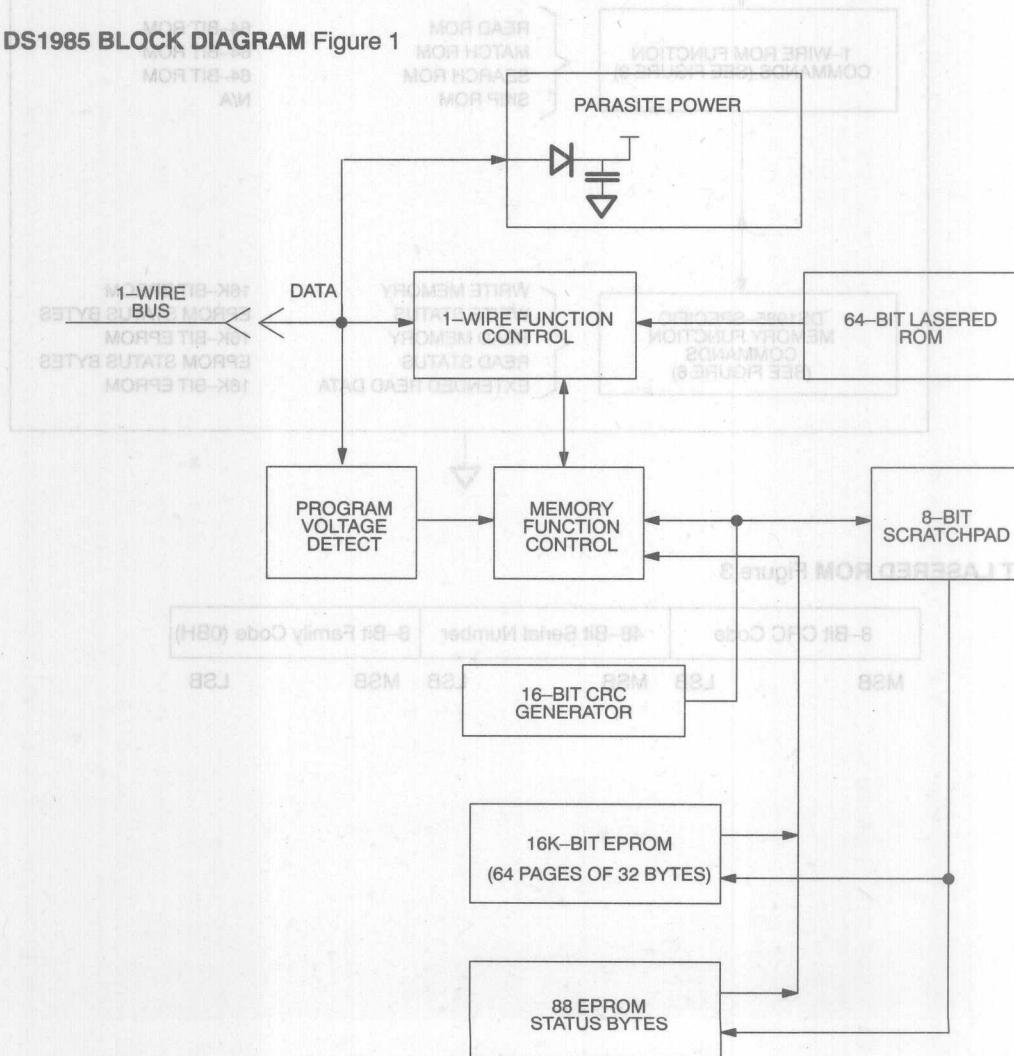 DS1985 BLOCK DIAGRAM Figure 1
PARASITE POWER
1–WIRE
BUS
DATA
1–WIRE FUNCTION
CONTROL
64–BIT LASERED
ROM
PROGRAM
VOLTAGE
DETECT
MEMORY
FUNCTION
CONTROL
8–BIT
SCRATCHPAD
16–BIT CRC
GENERATOR
16K–BIT EPROM
(64 PAGES OF 32 BYTES)
88 EPROM
STATUS BYTES